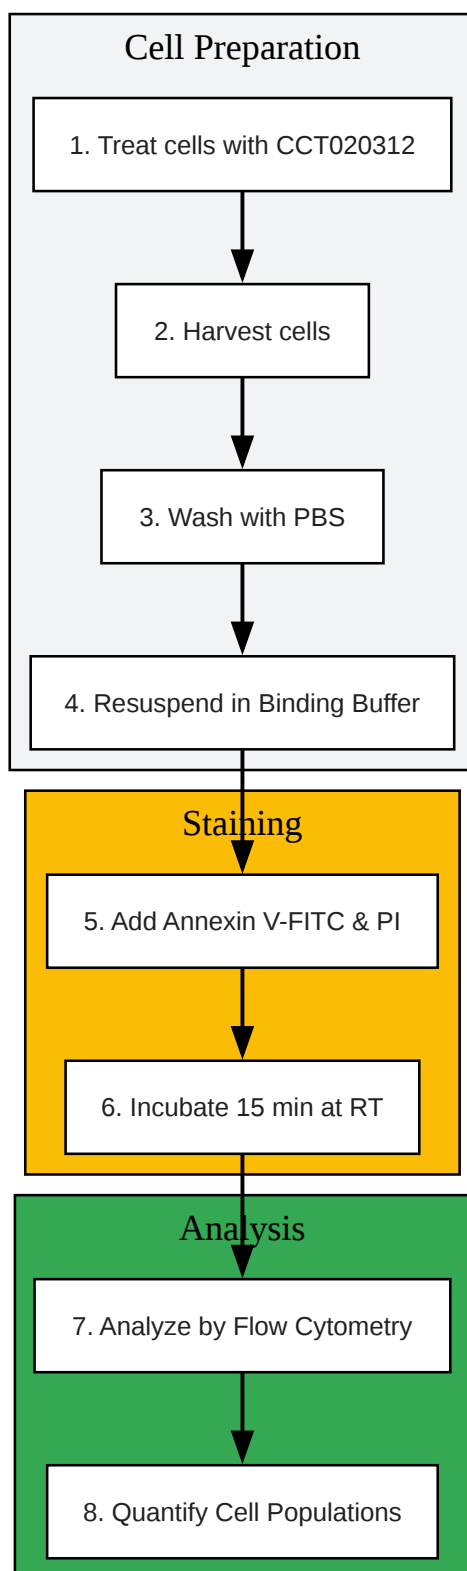 Cell Preparation
1. Treat cells with CCT020312
2. Harvest cells
3. Wash with PBS
4. Resuspend in Binding Buffer
Staining
5. Add Annexin V-FITC & PI
6. Incubate 15 min at RT
Analysis
7. Analyze by Flow Cytometry
8. Quantify Cell Populations